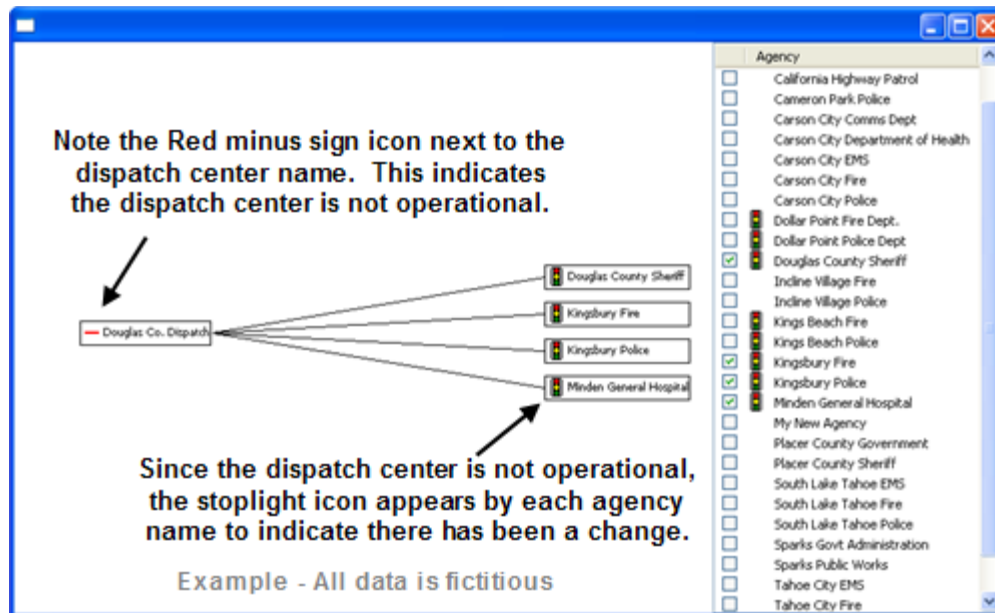 Note the Red minus sign icon next to the
dispatch center name. This indicates
the dispatch center is not operational.
Douglas Co. Dispatch
Douglas County Sheriff
Kingsbury Fire
Kingsbury Police
Minden General Hospital
Since the dispatch center is not operational,
the stoplight icon appears by each agency
name to indicate there has been a change.
Example - All data is fictitious
Agency
California Highway Patrol
Cameron Park Police
Carson City Comms Dept
Carson City Department of Health
Carson City EMS
Carson City Fire
Carson City Police
Dollar Point Fire Dept.
Dollar Point Police Dept
Douglas County Sheriff
Incline Village Fire
Incline Village Police
Kings Beach Fire
Kings Beach Police
Kingsbury Fire
Kingsbury Police
Minden General Hospital
My New Agency
Placer County Government
Placer County Sheriff
South Lake Tahoe EMS
South Lake Tahoe Fire
South Lake Tahoe Police
Sparks Govt Administration
Sparks Public Works
Tahoe City EMS
Tahoe City Fire